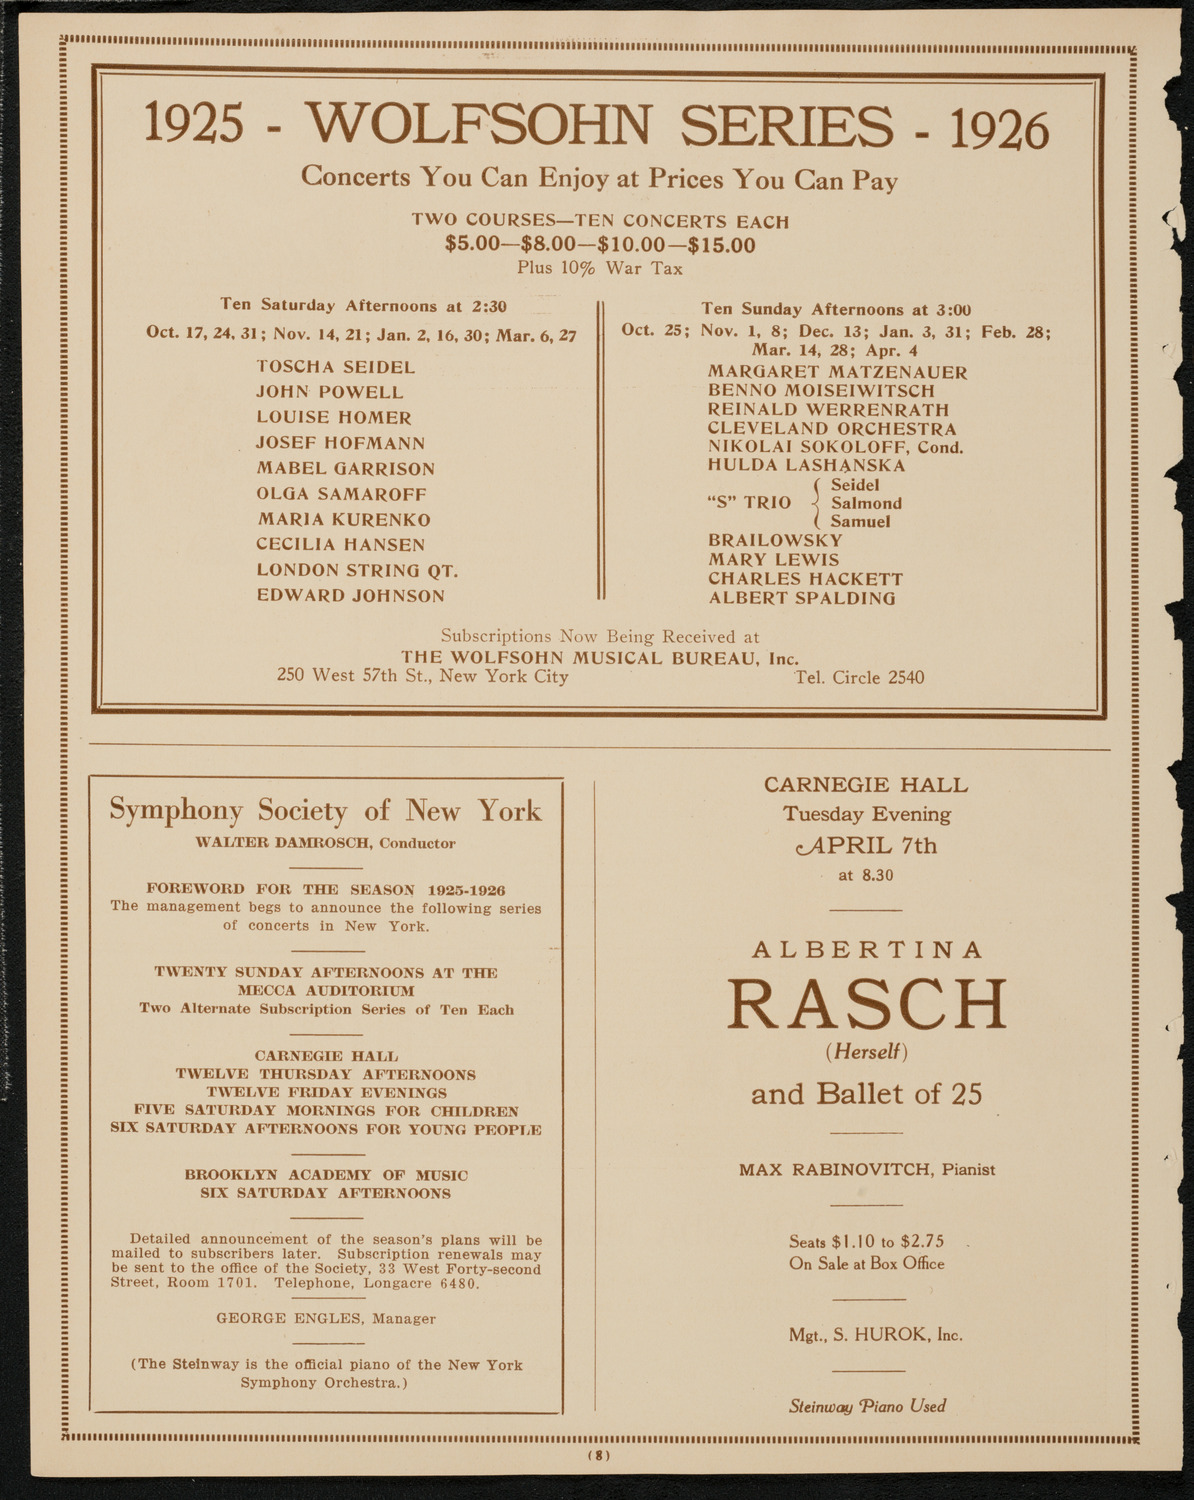 1925 - WOLFSOHN SERIES - 1926
Concerts You Can Enjoy at Prices You Can Pay
TWO COURSES—TEN CONCERTS EACH
$5.00—$8.00—$10.00—$15.00
Plus 10% War Tax
Ten Saturday Afternoons at 2:30
Oct. 17, 24, 31; Nov. 14, 21; Jan. 2, 16, 30; Mar. 6, 27
TOSCHA SEIDEL
JOHN POWELL
LOUISE HOMER
JOSEF HOFMANN
MABEL GARRISON
OLGA SAMAROFF
MARIA KURENKO
CECILIA HANSEN
LONDON STRING QT.
EDWARD JOHNSON
Ten Sunday Afternoons at 3:00
Oct. 25; Nov. 1, 8; Dec. 13; Jan. 3, 31; Feb. 28;
Mar. 14, 28; Apr. 4
MARGARET MATZENAUER
BENNO MOISEIWITSCH
REINALD WERRENRATH
CLEVELAND ORCHESTRA
NIKOLAI SOKOLOFF, Cond.
HULDA LASHANSKA
Seidel
"S" TRIO { Salmond
Samuel
BRAILOWSKY
MARY LEWIS
CHARLES HACKETT
ALBERT SPALDING
Subscriptions Now Being Received at
THE WOLFSOHN MUSICAL BUREAU, Inc.
250 West 57th St., New York City Tel. Circle 2540
Symphony Society of New York
WALTER DAMROSCH, Conductor
FOREWORD FOR THE SEASON 1925-1926
The management begs to announce the following series
of concerts in New York.
TWENTY SUNDAY AFTERNOONS AT THE
MECCA AUDITORIUM
Two Alternate Subscription Series of Ten Each
CARNEGIE HALL
TWELVE THURSDAY AFTERNOONS
TWELVE FRIDAY EVENINGS
FIVE SATURDAY MORNINGS FOR CHILDREN
SIX SATURDAY AFTERNOONS FOR YOUNG PEOPLE
BROOKLYN ACADEMY OF MUSIC
SIX SATURDAY AFTERNOONS
Detailed announcement of the season's plans will be
mailed to subscribers later. Subscription renewals may
be sent to the office of the Society, 33 West Forty-second
Street, Room 1701. Telephone, Longacre 6480.
GEORGE ENGLES, Manager
(The Steinway is the official piano of the New York
Symphony Orchestra.)
CARNEGIE HALL
Tuesday Evening
APRIL 7th
at 8.30
ALBERTINA
RASCH
(Herself)
and Ballet of 25
MAX RABINOVITCH, Pianist
Seats $1.10 to $2.75
On Sale at Box Office
Mgt., S. HUROK, Inc.
Steinway Piano Used
(8)